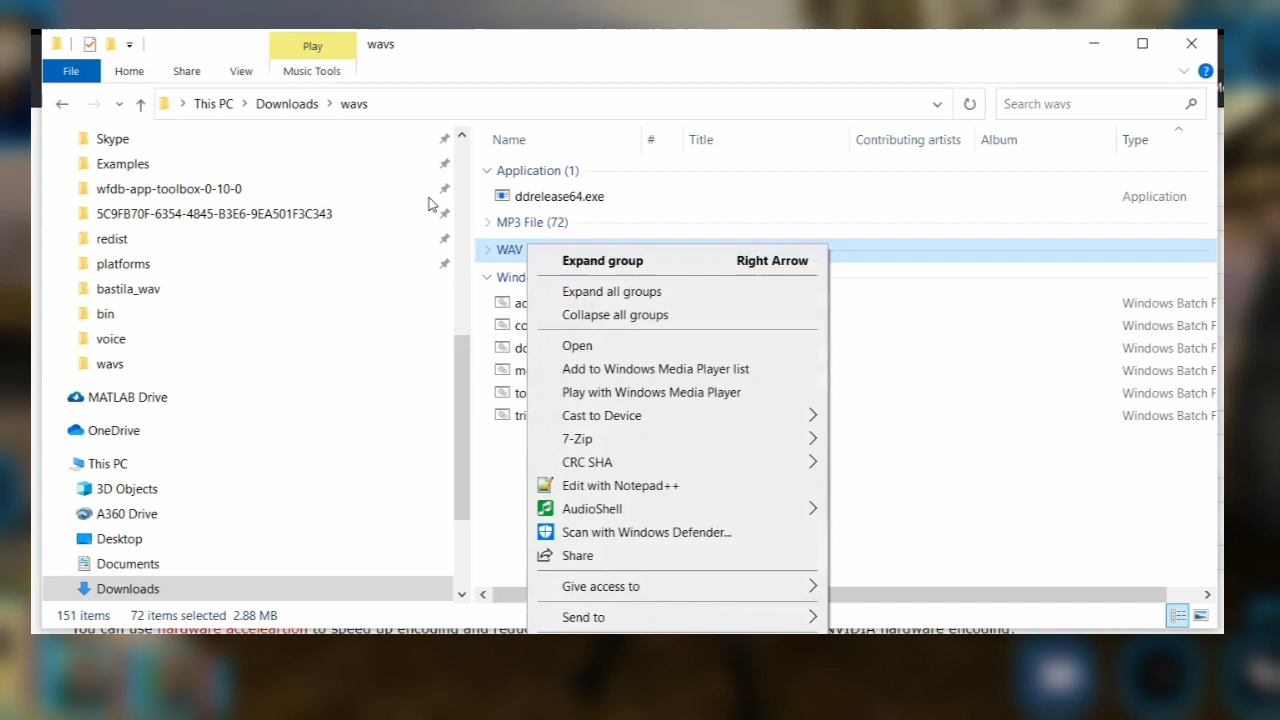 Play
wavs
File
Home
Share
View
Music Tools
This PC
Downloads
wavs
Search wavs
Skype
Examples
wfdb-app-toolbox-0-10-0
5C9FB70F-6354-4845-B3E6-9EA501F3C343
redist
platforms
bastila_wav
bin
voice
wavs
MATLAB Drive
OneDrive
This PC
3D Objects
A360 Drive
Desktop
Documents
Downloads
Name
#
Title
Contributing artists
Album
Type
Application (1)
ddrelease64.exe
Application
MP3 File (72)
WAV
Wind
ac
Windows Batch F
co
Windows Batch F
dc
Windows Batch F
m
Windows Batch F
to
Windows Batch F
tri
Windows Batch F
Expand group
Right Arrow
Expand all groups
Collapse all groups
Open
Add to Windows Media Player list
Play with Windows Media Player
Cast to Device
7-Zip
CRC SHA
Edit with Notepad++
AudioShell
Scan with Windows Defender...
Share
Give access to
Send to
151 items
72 items selected
2.88 MB
You can use hardware acceleartion to speed up encoding and
hardware encoding.